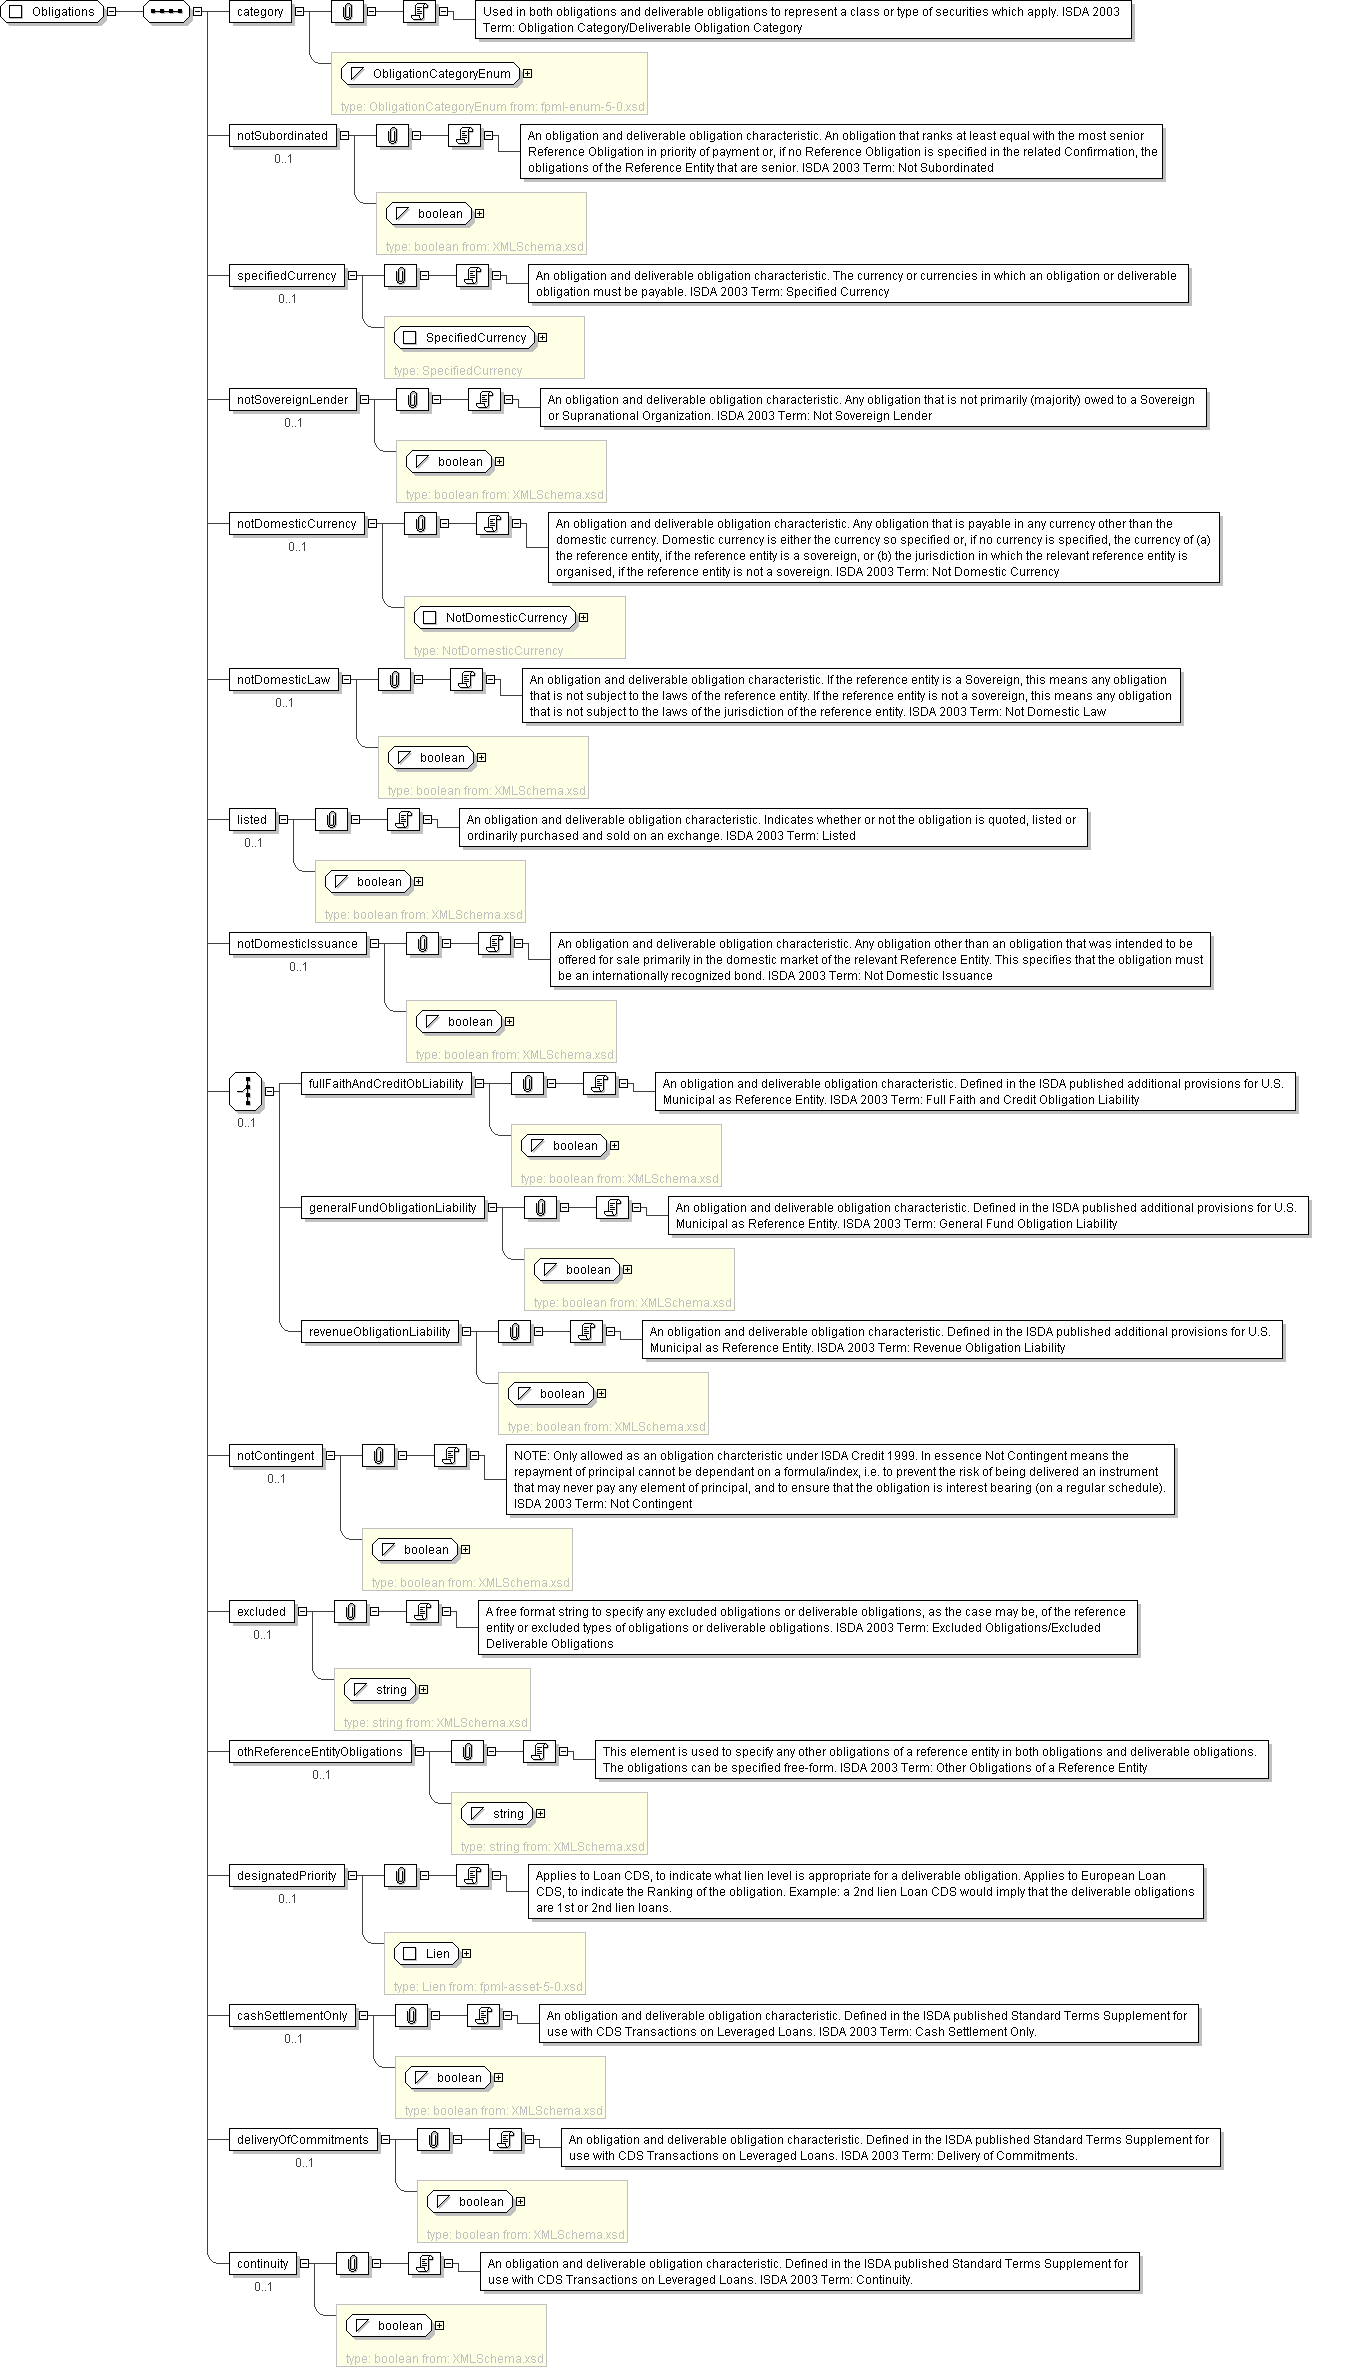 Obligations
category
Used in both obligations and deliverable obligations to represent a class or type of securities which apply. ISDA 2003
Term: Obligation Category/Deliverable Obligation Category
ObligationCategoryEnum
type: ObligationCategoryEnum from: fpml-enum-5-0.xsd
notSubordinated
0..1
An obligation and deliverable obligation characteristic. An obligation that ranks at least equal with the most senior
Reference Obligation in priority of payment or, if no Reference Obligation is specified in the related Confirmation, the
obligations of the Reference Entity that are senior. ISDA 2003 Term: Not Subordinated
boolean
type: boolean from: XMLSchema.xsd
specifiedCurrency
0..1
An obligation and deliverable obligation characteristic. The currency or currencies in which an obligation or deliverable
obligation must be payable. ISDA 2003 Term: Specified Currency
SpecifiedCurrency
type: SpecifiedCurrency
notSovereignLender
0..1
An obligation and deliverable obligation characteristic. Any obligation that is not primarily (majority) owed to a Sovereign
or Supranational Organization. ISDA 2003 Term: Not Sovereign Lender
boolean
type: boolean from: XMLSchema.xsd
notDomesticCurrency
0..1
An obligation and deliverable obligation characteristic. Any obligation that is payable in any currency other than the
domestic currency. Domestic currency is either the currency so specified or, if no currency is specified, the currency of (a)
the reference entity, if the reference entity is a sovereign, or (b) the jurisdiction in which the relevant reference entity is
organised, if the reference entity is not a sovereign. ISDA 2003 Term: Not Domestic Currency
NotDomesticCurrency
type: NotDomesticCurrency
notDomesticLaw
0..1
An obligation and deliverable obligation characteristic. If the reference entity is a Sovereign, this means any obligation
that is not subject to the laws of the reference entity. If the reference entity is not a sovereign, this means any obligation
that is not subject to the laws of the jurisdiction of the reference entity. ISDA 2003 Term: Not Domestic Law
boolean
type: boolean from: XMLSchema.xsd
listed
0..1
An obligation and deliverable obligation characteristic. Indicates whether or not the obligation is quoted, listed or
ordinarily purchased and sold on an exchange. ISDA 2003 Term: Listed
boolean
type: boolean from: XMLSchema.xsd
notDomesticIssuance
0..1
An obligation and deliverable obligation characteristic. Any obligation other than an obligation that was intended to be
offered for sale primarily in the domestic market of the relevant Reference Entity. This specifies that the obligation must
be an internationally recognized bond. ISDA 2003 Term: Not Domestic Issuance
boolean
type: boolean from: XMLSchema.xsd
0..1
fullFaithAndCreditObLiability
An obligation and deliverable obligation characteristic. Defined in the ISDA published additional provisions for U.S.
Municipal as Reference Entity. ISDA 2003 Term: Full Faith and Credit Obligation Liability
boolean
type: boolean from: XMLSchema.xsd
generalFundObligationLiability
An obligation and deliverable obligation characteristic. Defined in the ISDA published additional provisions for U.S.
Municipal as Reference Entity. ISDA 2003 Term: General Fund Obligation Liability
boolean
type: boolean from: XMLSchema.xsd
revenueObligationLiability
An obligation and deliverable obligation characteristic. Defined in the ISDA published additional provisions for U.S.
Municipal as Reference Entity. ISDA 2003 Term: Revenue Obligation Liability
boolean
type: boolean from: XMLSchema.xsd
notContingent
0..1
NOTE: Only allowed as an obligation charcteristic under ISDA Credit 1999. In essence Not Contingent means the
repayment of principal cannot be dependant on a formula/index, i.e. to prevent the risk of being delivered an instrument
that may never pay any element of principal, and to ensure that the obligation is interest bearing (on a regular schedule).
ISDA 2003 Term: Not Contingent
boolean
type: boolean from: XMLSchema.xsd
excluded
0..1
A free format string to specify any excluded obligations or deliverable obligations, as the case may be, of the reference
entity or excluded types of obligations or deliverable obligations. ISDA 2003 Term: Excluded Obligations/Excluded
Deliverable Obligations
string
type: string from: XMLSchema.xsd
othReferenceEntityObligations
0..1
This element is used to specify any other obligations of a reference entity in both obligations and deliverable obligations.
The obligations can be specified free-form. ISDA 2003 Term: Other Obligations of a Reference Entity
string
type: string from: XMLSchema.xsd
designatedPriority
0..1
Applies to Loan CDS, to indicate what lien level is appropriate for a deliverable obligation. Applies to European Loan
CDS, to indicate the Ranking of the obligation. Example: a 2nd lien Loan CDS would imply that the deliverable obligations
are 1st or 2nd lien loans.
Lien
type: Lien from: fpml-asset-5-0.xsd
cashSettlementOnly
0..1
An obligation and deliverable obligation characteristic. Defined in the ISDA published Standard Terms Supplement for
use with CDS Transactions on Leveraged Loans. ISDA 2003 Term: Cash Settlement Only.
boolean
type: boolean from: XMLSchema.xsd
deliveryOfCommitments
0..1
An obligation and deliverable obligation characteristic. Defined in the ISDA published Standard Terms Supplement for
use with CDS Transactions on Leveraged Loans. ISDA 2003 Term: Delivery of Commitments.
boolean
type: boolean from: XMLSchema.xsd
continuity
0..1
An obligation and deliverable obligation characteristic. Defined in the ISDA published Standard Terms Supplement for
use with CDS Transactions on Leveraged Loans. ISDA 2003 Term: Continuity.
boolean
type: boolean from: XMLSchema.xsd